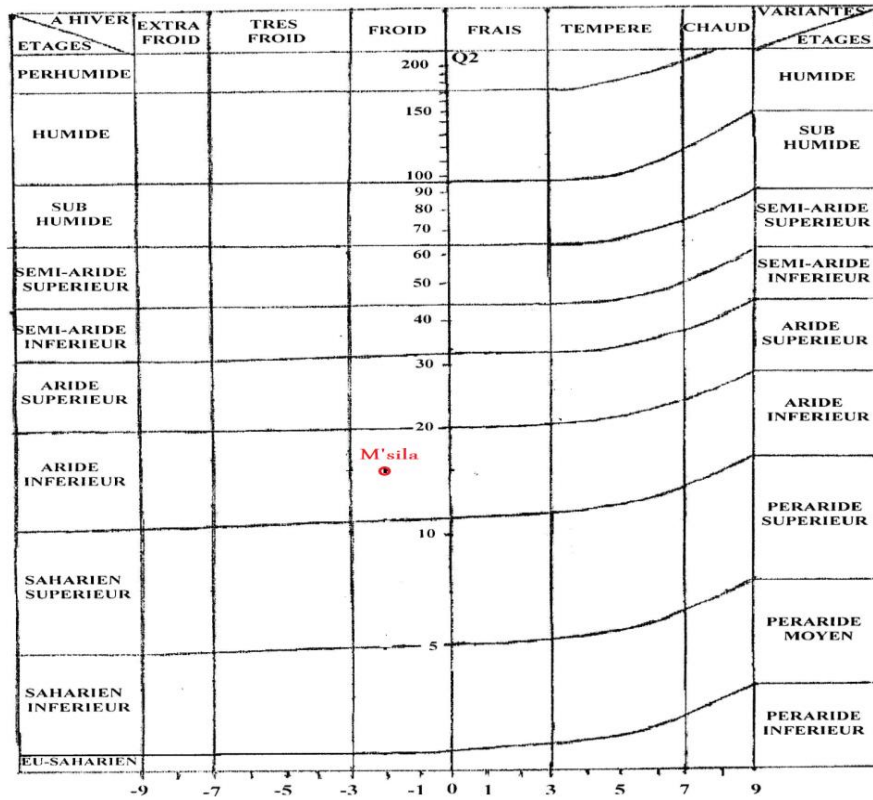 A HIVER
ETAGES
EXTRA
FROID
TRES
FROID
FROID
FRAIS
TEMPERE
CHAUD
VARIANTES
ETAGES
PERHUMIDE
HUMIDE
SUB
HUMIDE
SEMI-ARIDE
SUPERIEUR
SEMI-ARIDE
INFERIEUR
ARIDE
SUPERIEUR
ARIDE
INFERIEUR
SAHARIEN
SUPERIEUR
SAHARIEN
INFERIEUR
EU-SAHARIEN
Q2
200
150
100
90
80
70
60
50
40
30
20
10
5
M'sila
HUMIDE
SUB
HUMIDE
SEMI-ARIDE
SUPERIEUR
SEMI-ARIDE
INFERIEUR
ARIDE
SUPERIEUR
ARIDE
INFERIEUR
PERARIDE
SUPERIEUR
PERARIDE
MOYEN
PERARIDE
INFERIEUR
-9 -7 -5 -3 -1 0 1 3 5 7 9